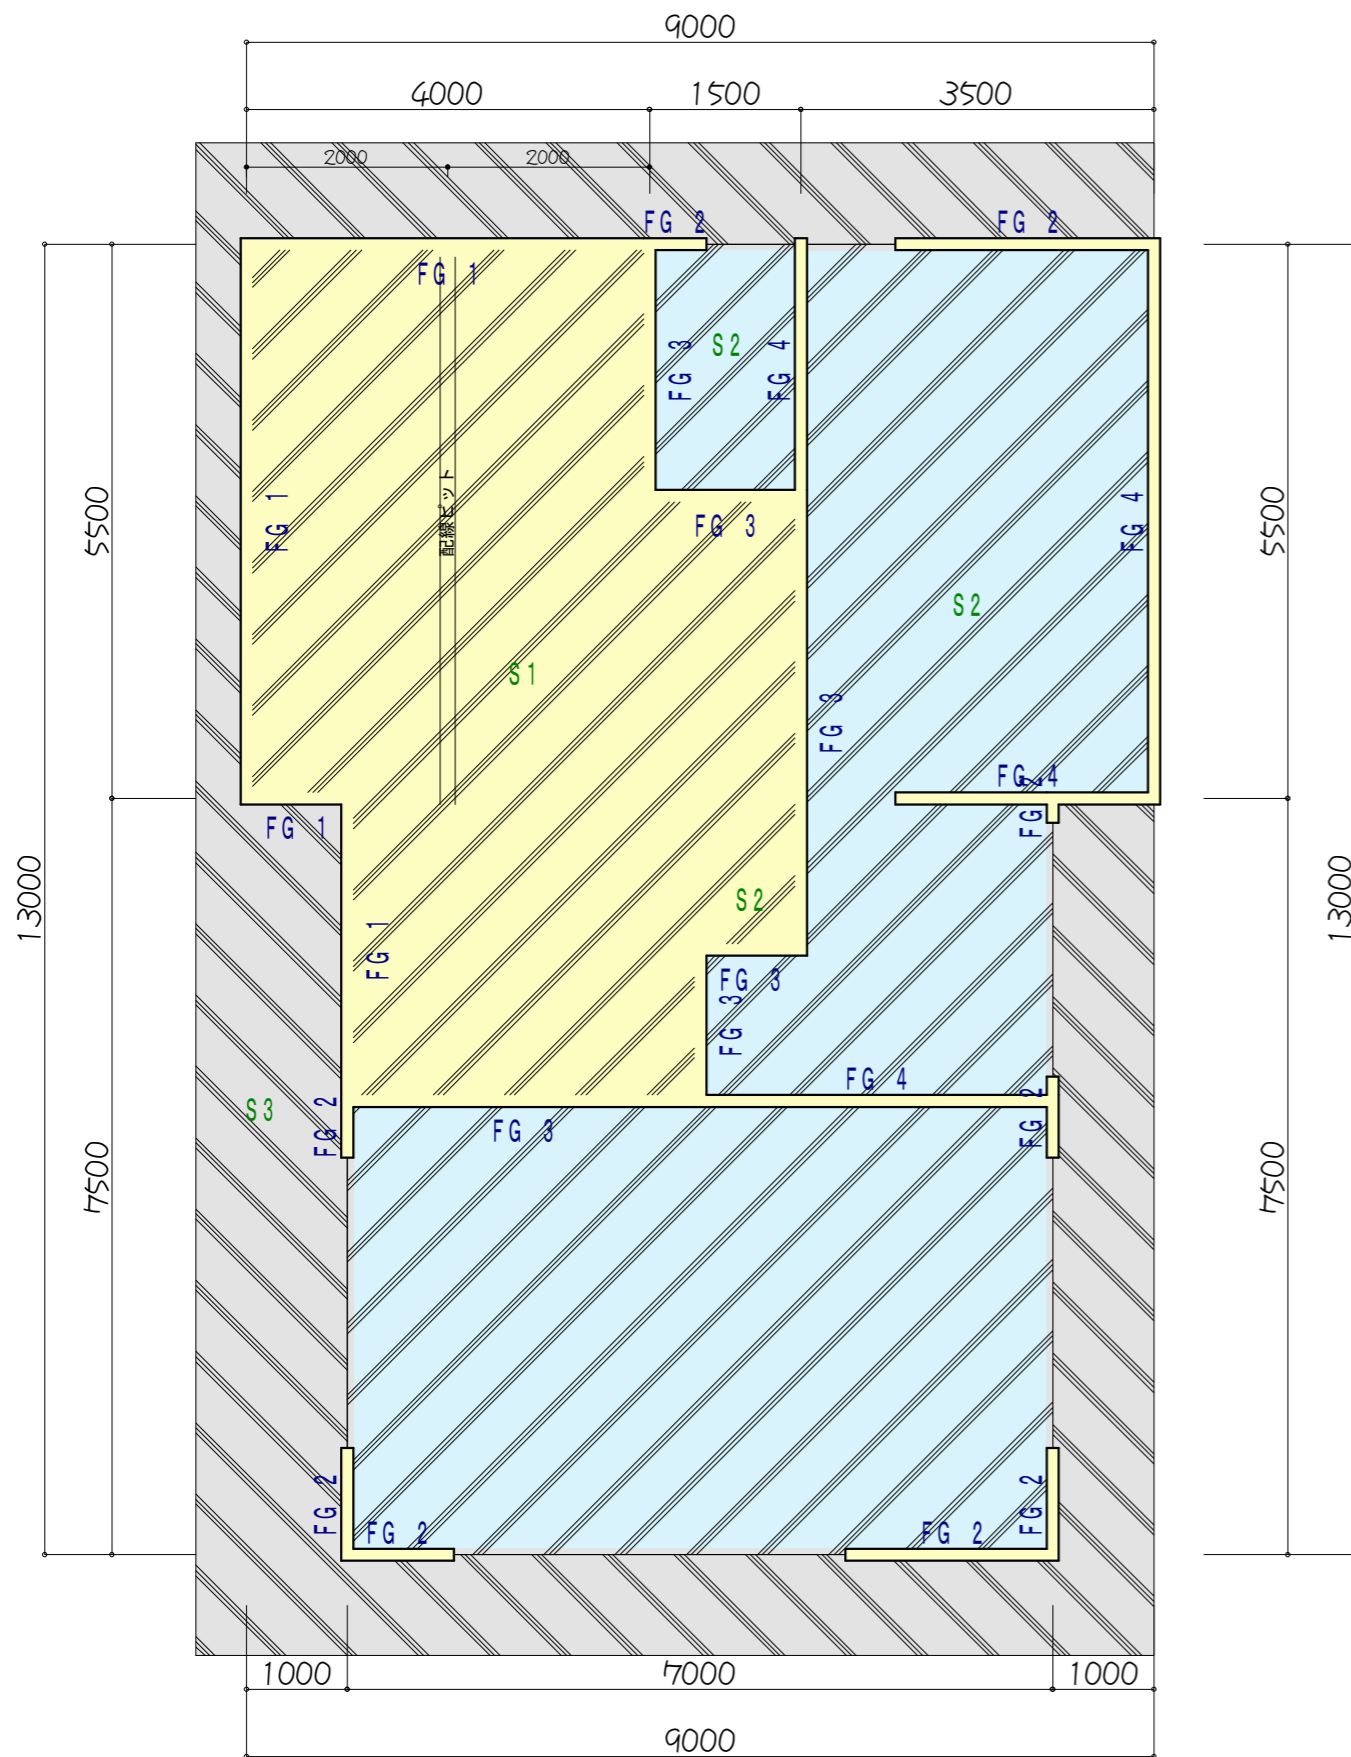 9000
4000 1500 3500
2000 2000
FG 2 FG 2
FG 1
FG 3 S2 FG 4
5500 FG 1 配線ピット FG 3 FG 4 5500
S2
S1 FG 3
FG 4
FG 1 FG 2
13000 S2 13000
FG 1 FG 3
FG 3
FG 4
S3 FG 2 FG 2
FG 3
7500 7500
FG 2 FG 2
FG 2 FG 2
1000 7000 1000
9000